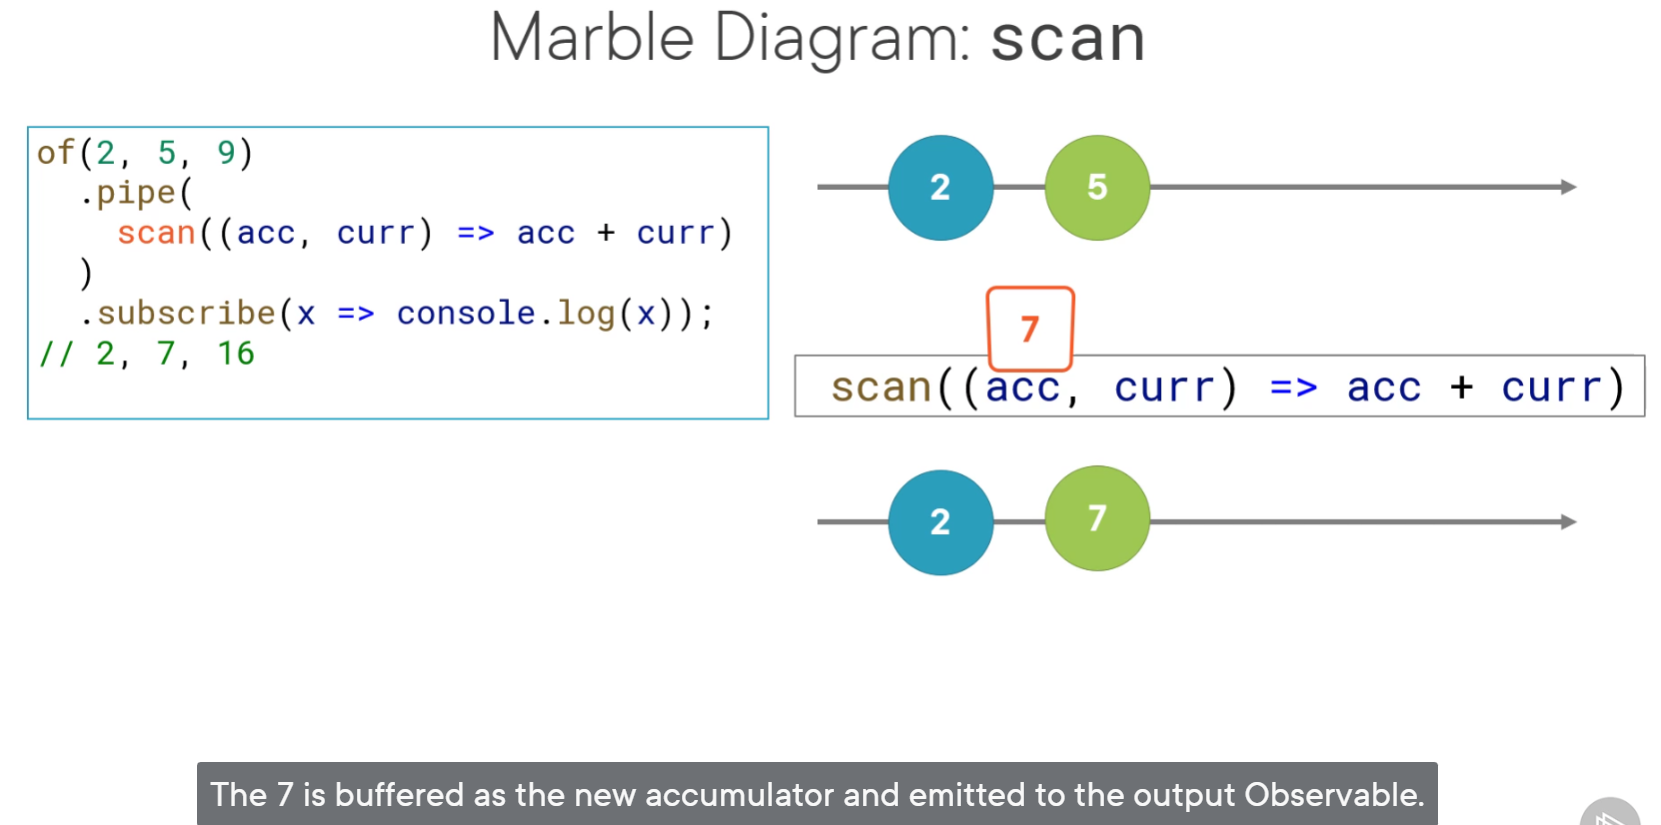 Marble Diagram: scan
of(2, 5, 9)
.pipe(
scan((acc, curr) => acc + curr)
)
.subscribe(x => console.log(x));
// 2, 7, 16
2 5
7
scan((acc, curr) => acc + curr)
2 7
The 7 is buffered as the new accumulator and emitted to the output Observable.